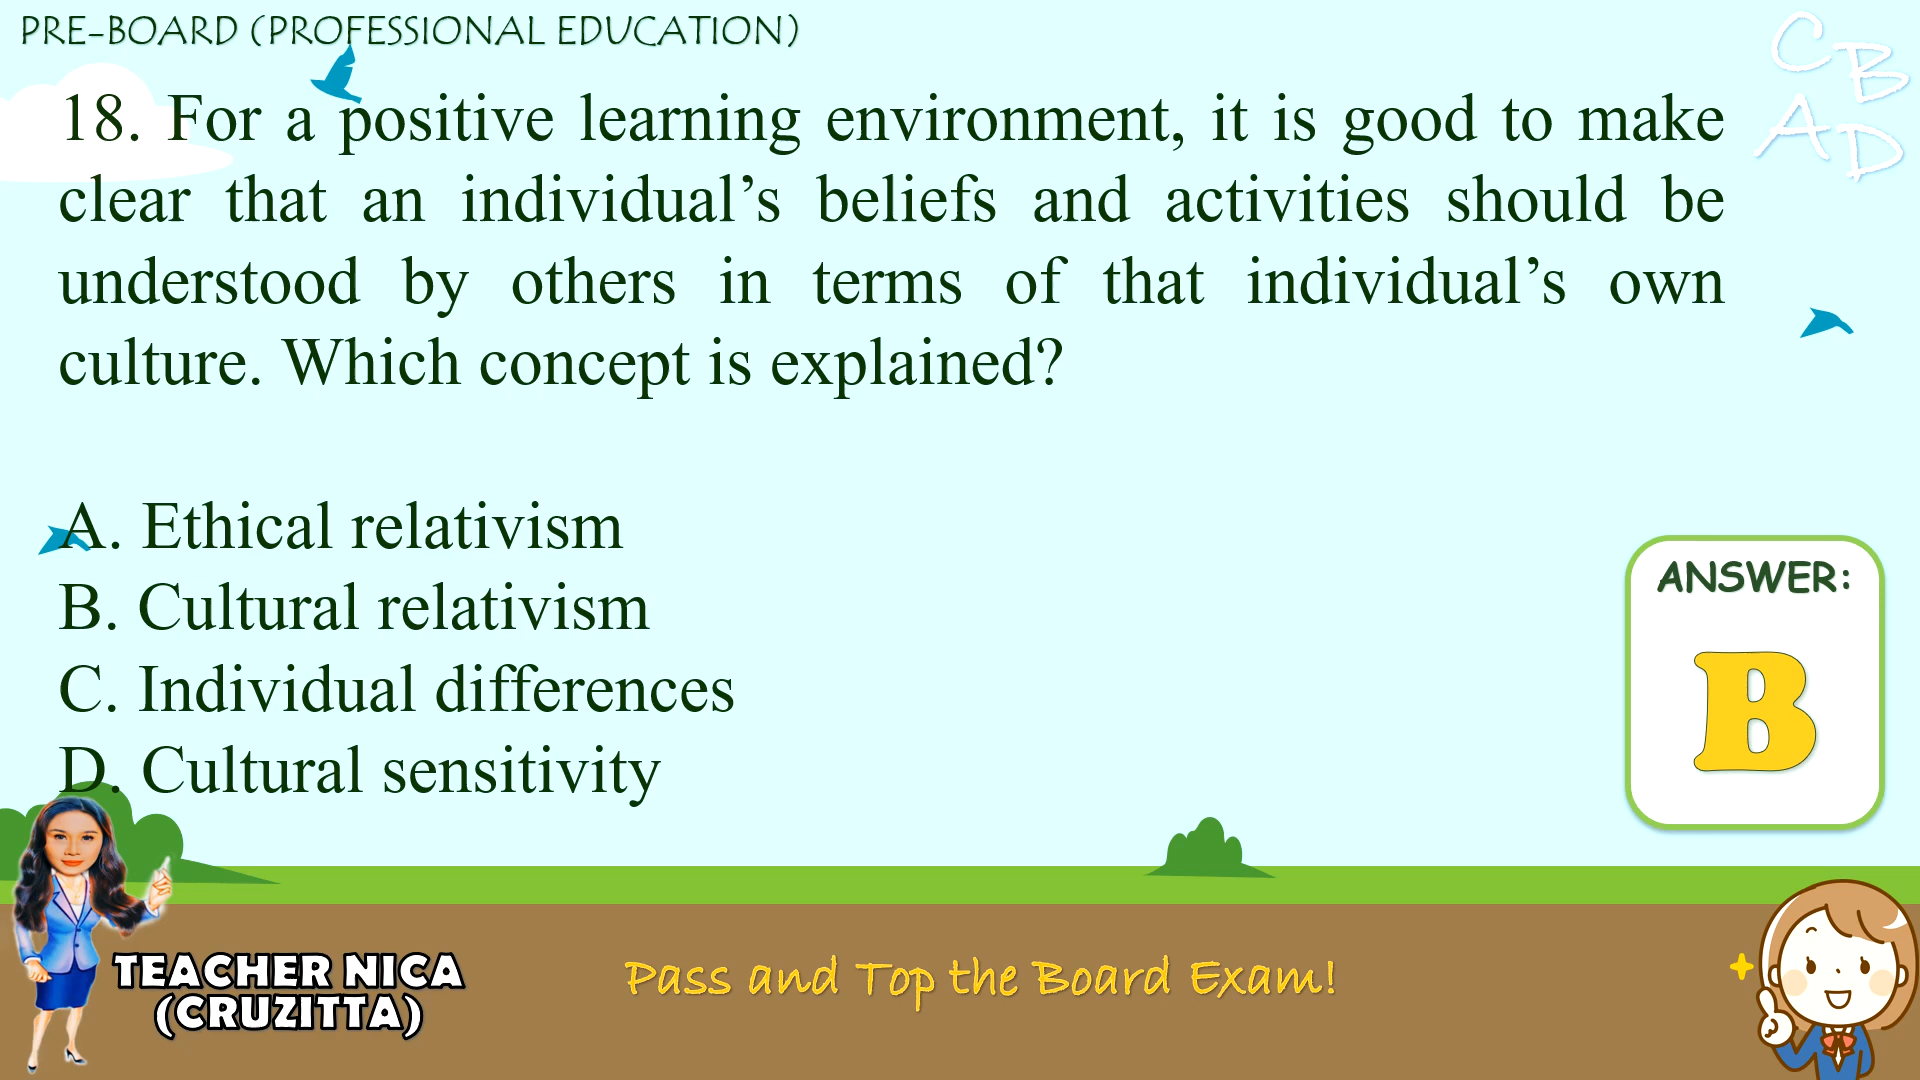 PRE-BOARD (PROFESSIONAL EDUCATION)
C B
A D
18. For a positive learning environment, it is good to make
clear that an individual’s beliefs and activities should be
understood by others in terms of that individual’s own
culture. Which concept is explained?
A. Ethical relativism
B. Cultural relativism
C. Individual differences
D. Cultural sensitivity
ANSWER:
B
TEACHER NICA
(CRUZITTA)
Pass and Top the Board Exam!